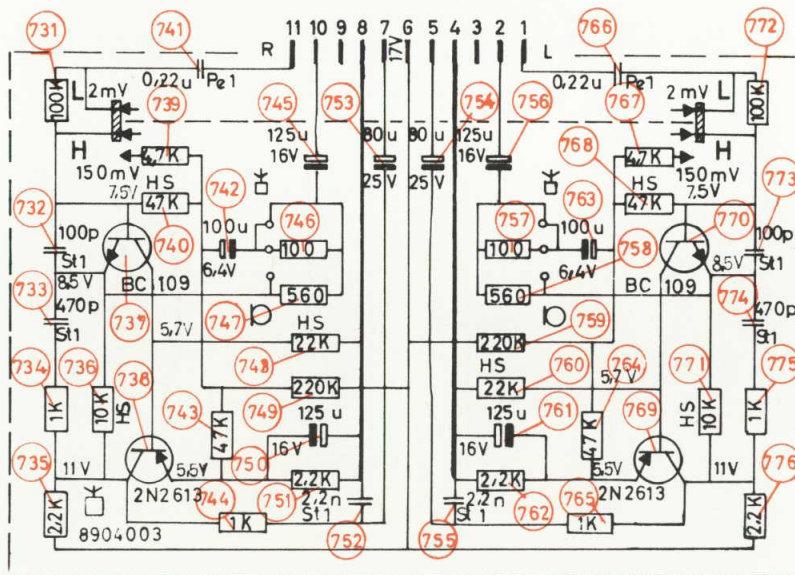 731 741 766 772
R 11 10 9 8 7 17V 6 5 4 3 2 1 L
100K 0,22u Pe1 0,22u Pe1 100K
L 2mV 739 745 753 754 756 767 2mV L
125u 80u 80u 125u
H 4,7K 16V 25V 25V 16V 768 4,7K H
150mV 150mV
7,5V HS 742 763 HS 7,5V
732 47K 746 757 47K 773
100p 740 100u 100 100 100u 770 100p
St1 6,4V 758 6,4V St1
8,5V BC 109 560 560 BC 109 8,5V
733 737 747 759 774
470p 470p
St1 5,7V HS 220K St1
734 736 738 748 22K HS 760 764 771 775
1K 10K HS 749 220K 22K 5,7V 769 HS 10K 1K
743 125u 125u 761
47K 750 16V 16V 47K
735 11V 5,5V 2,2K 2,2K 5,5V 11V 776
2N2613 744 751 2,2n 2,2n 762 765 2N2613
2,2K 1K St1 St1 1K 2,2K
8904003 752 755